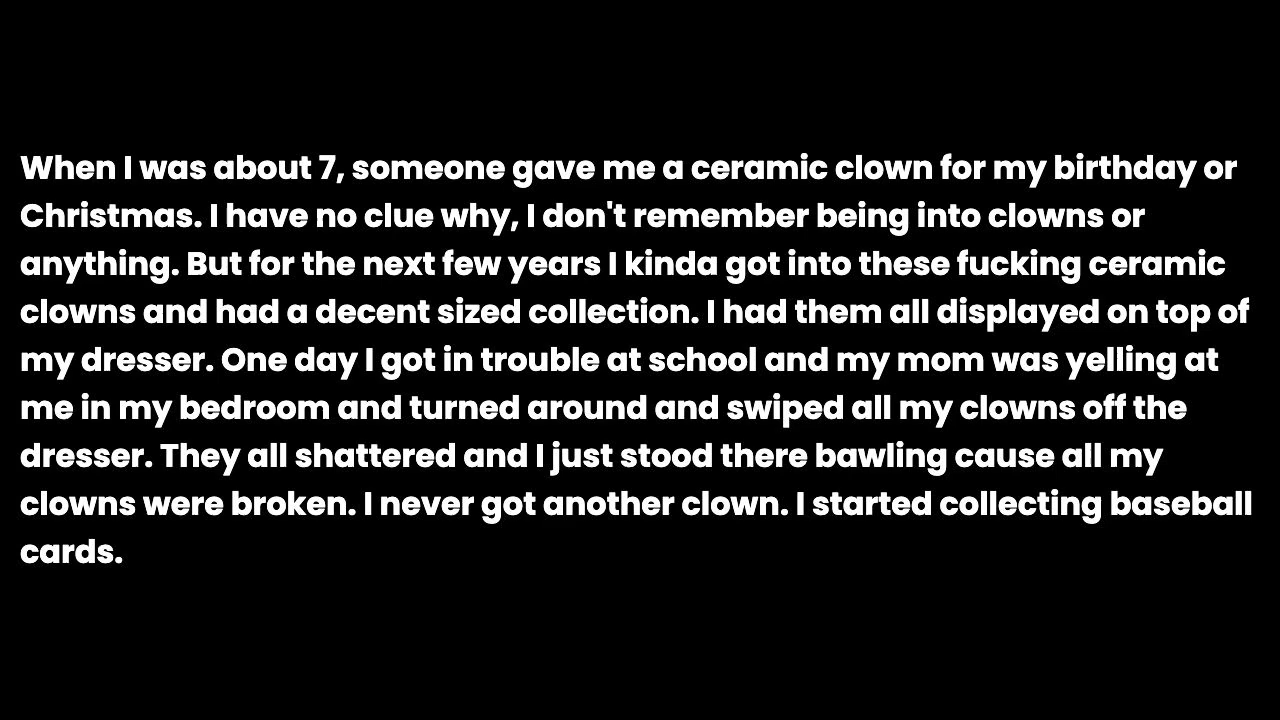 When I was about 7, someone gave me a ceramic clown for my birthday or
Christmas. I have no clue why, I don't remember being into clowns or
anything. But for the next few years I kinda got into these fucking ceramic
clowns and had a decent sized collection. I had them all displayed on top of
my dresser. One day I got in trouble at school and my mom was yelling at
me in my bedroom and turned around and swiped all my clowns off the
dresser. They all shattered and I just stood there bawling cause all my
clowns were broken. I never got another clown. I started collecting baseball
cards.